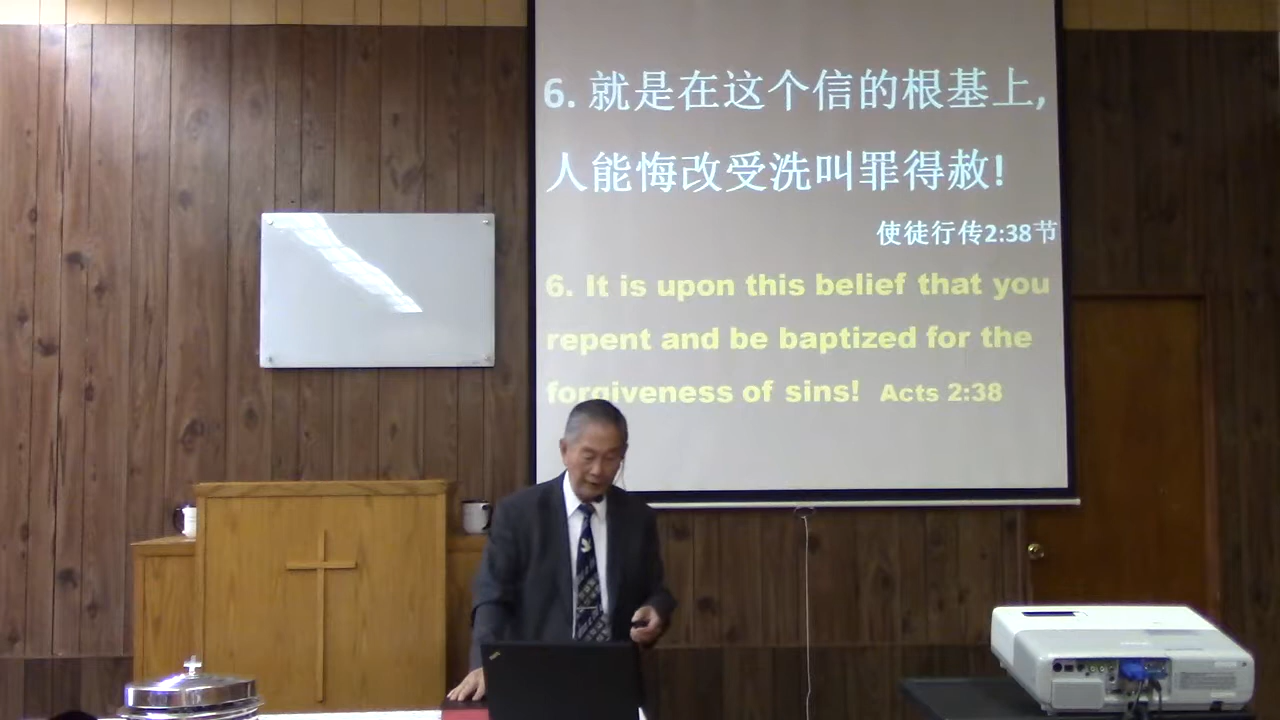 6. 就是在这个信的根基上,
人能悔改受洗叫罪得赦!
使徒行传2:38节
6. It is upon this belief that you
repent and be baptized for the
forgiveness of sins! Acts 2:38